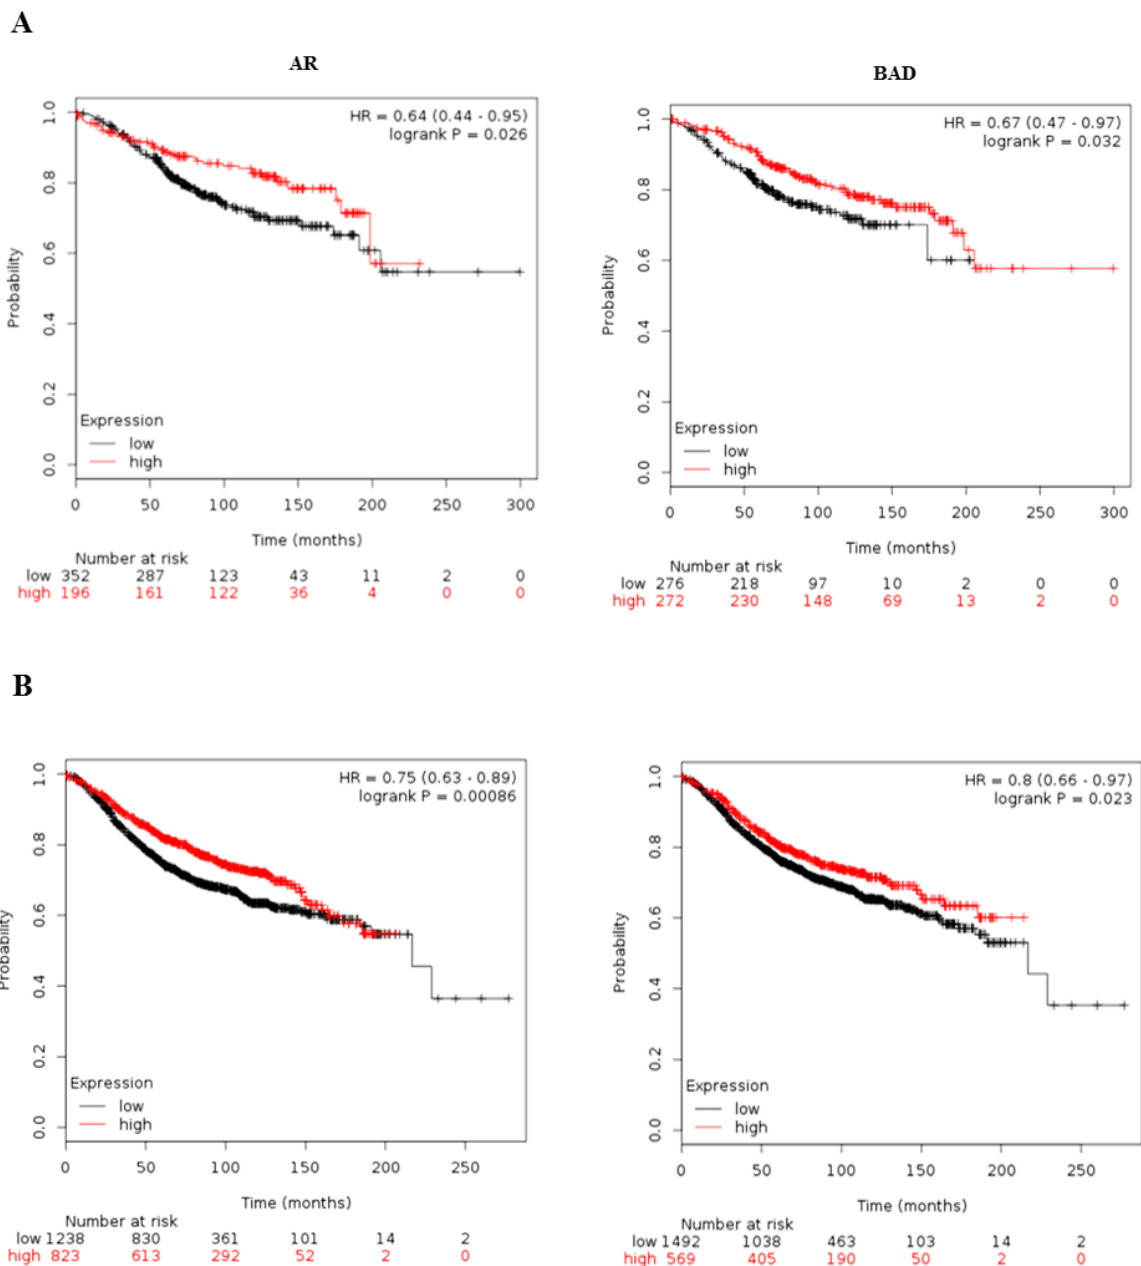 A
AR
HR = 0.64 (0.44 - 0.95)
logrank P = 0.026
Probability
1.0
0.8
0.6
0.4
0.2
0.0
Expression
low
high
0 50 100 150 200 250 300
Time (months)
Number at risk
low 352 287 123 43 11 2 0
high 196 161 122 36 4 0 0
BAD
HR = 0.67 (0.47 - 0.97)
logrank P = 0.032
Probability
1.0
0.8
0.6
0.4
0.2
0.0
Expression
low
high
0 50 100 150 200 250 300
Time (months)
Number at risk
low 276 218 97 10 2 0 0
high 272 230 148 69 13 2 0
B
HR = 0.75 (0.63 - 0.89)
logrank P = 0.00086
Probability
1.0
0.8
0.6
0.4
0.2
0.0
Expression
low
high
0 50 100 150 200 250
Time (months)
Number at risk
low 1238 830 361 101 14 2
high 823 613 292 52 2 0
HR = 0.8 (0.66 - 0.97)
logrank P = 0.023
Probability
1.0
0.8
0.6
0.4
0.2
0.0
Expression
low
high
0 50 100 150 200 250
Time (months)
Number at risk
low 1492 1038 463 103 14 2
high 569 405 190 50 2 0